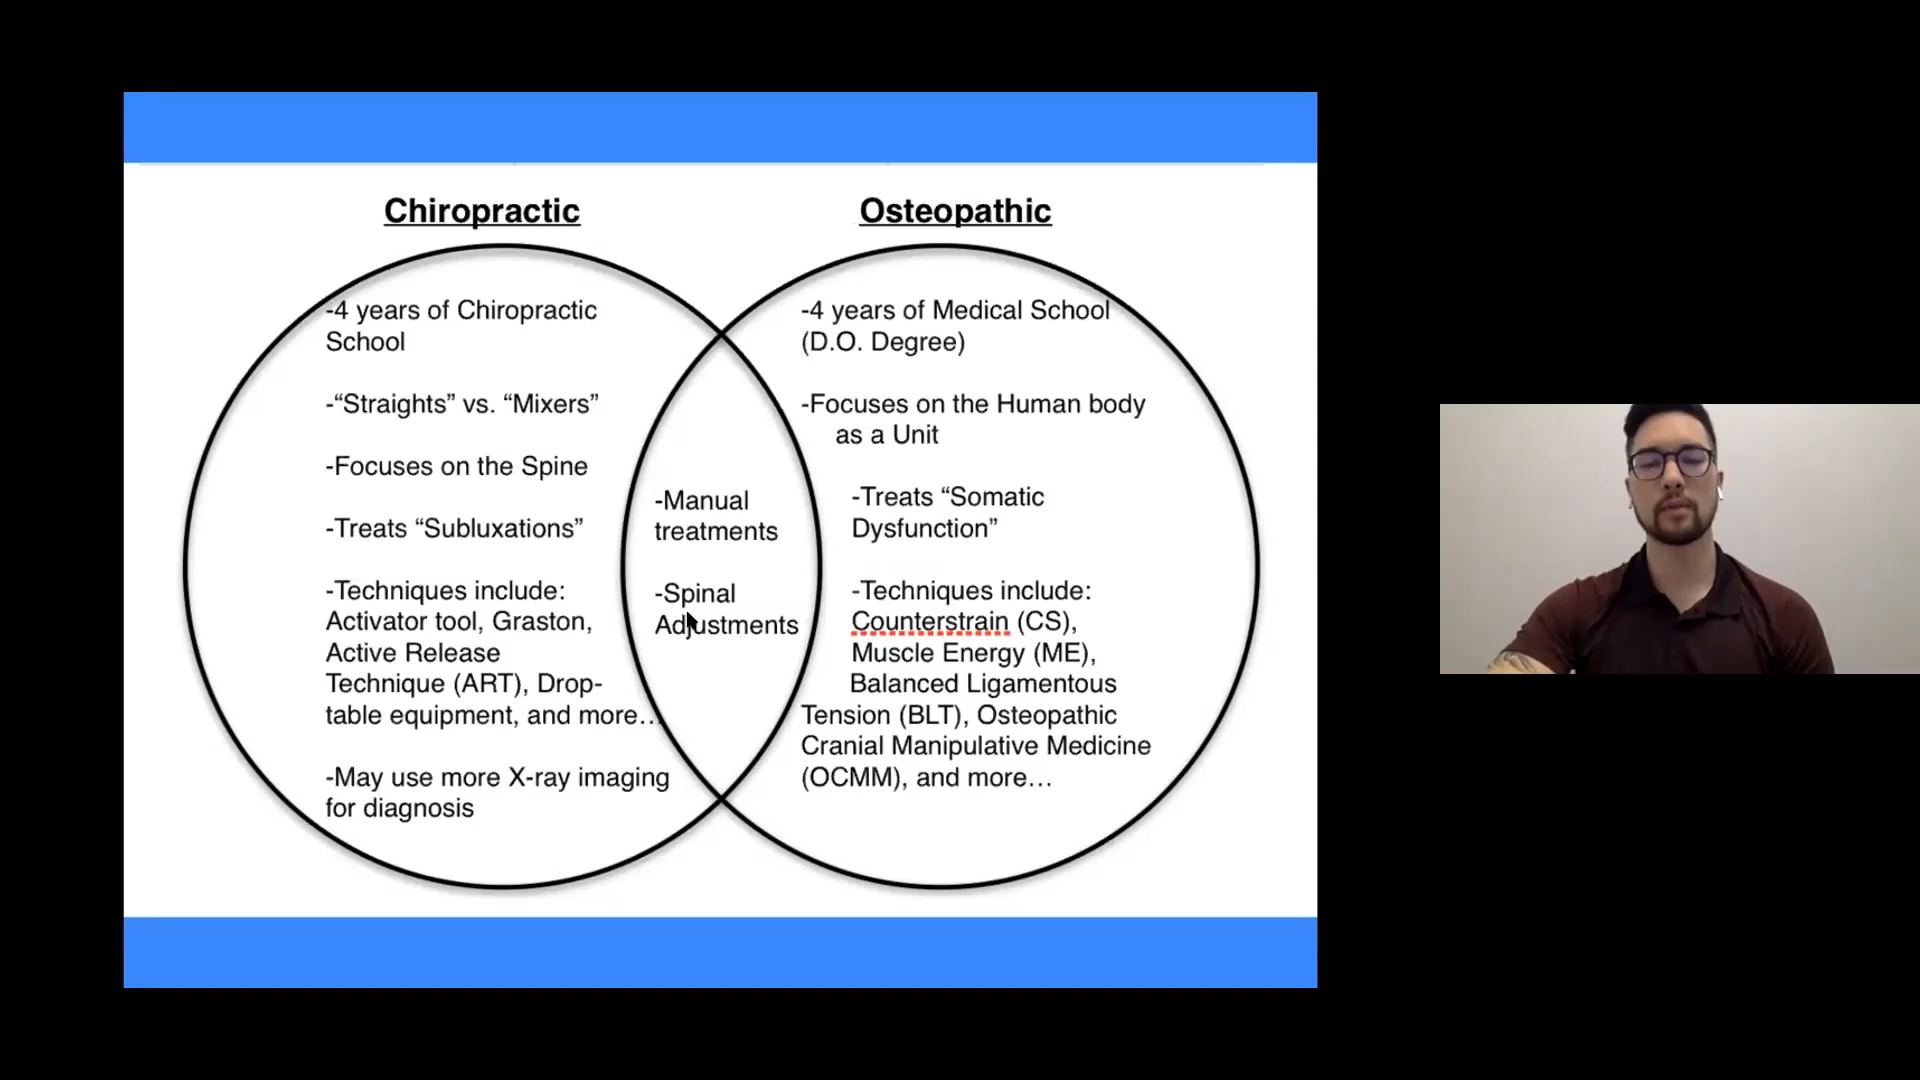 Chiropractic
-4 years of Chiropractic
School
-“Straights” vs. “Mixers”
-Focuses on the Spine
-Treats “Subluxations”
-Techniques include:
Activator tool, Graston,
Active Release
Technique (ART), Drop-
table equipment, and more…
-May use more X-ray imaging
for diagnosis
-Manual
treatments
-Spinal
Adjustments
Osteopathic
-4 years of Medical School
(D.O. Degree)
-Focuses on the Human body
as a Unit
-Treats “Somatic
Dysfunction”
-Techniques include:
Counterstrain (CS),
Muscle Energy (ME),
Balanced Ligamentous
Tension (BLT), Osteopathic
Cranial Manipulative Medicine
(OCMM), and more…